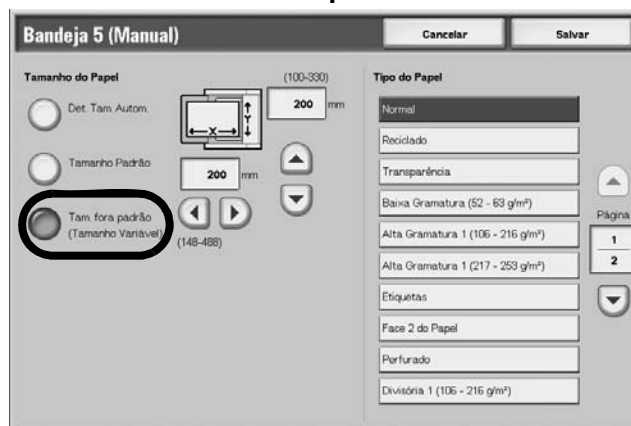 Bandeja 5 (Manual)
Cancelar
Salvar
Tamanho do Papel
Det. Tam. Autom.
Tamanho Padrão
Tam. fora padrão
(Tamanho Variável)
(100-330)
200 mm
X
Y
200 mm
(148-488)
Tipo do Papel
Normal
Reciclado
Transparência
Baixa Gramatura (52 - 63 g/m²)
Alta Gramatura 1 (106 - 216 g/m²)
Alta Gramatura 1 (217 - 253 g/m²)
Etiquetas
Face 2 do Papel
Perfurado
Divisória 1 (106 - 216 g/m²)
Página
1
2